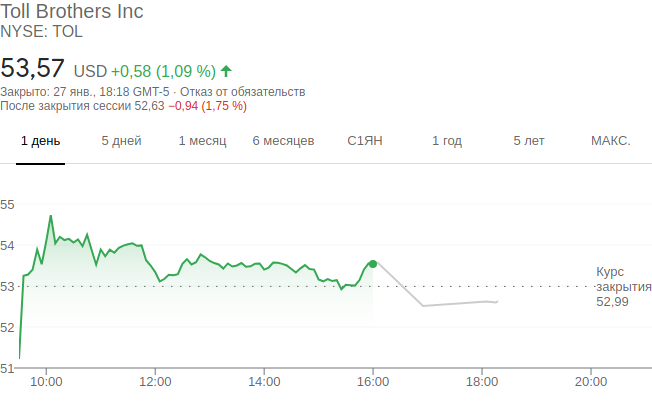 Toll Brothers Inc
NYSE: TOL
53,57 USD +0,58 (1,09 %)
Закрыто: 27 янв., 18:18 GMT-5 · Отказ от обязательств
После закрытия сессии 52,63 −0,94 (1,75 %)
1 день 5 дней 1 месяц 6 месяцев С1ЯН 1 год 5 лет МАКС.
55
54
53
52
51
Курс
закрытия
52,99
10:00 12:00 14:00 16:00 18:00 20:00